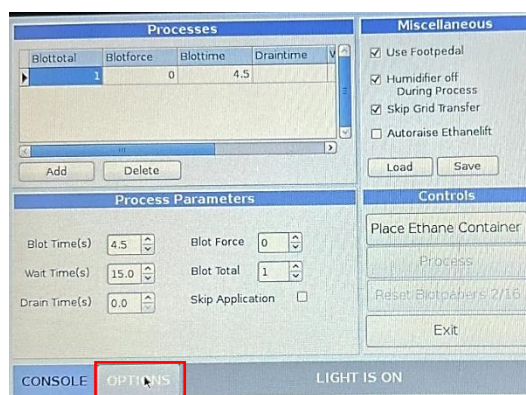 Processes
Blottotal Blotforce Blottime Draintime
1 0 4.5
Add Delete
Process Parameters
Blot Time(s) 4.5 Blot Force 0
Wait Time(s) 15.0 Blot Total 1
Drain Time(s) 0.0 Skip Application
Miscellaneous
Use Footpedal
Humidifier off
During Process
Skip Grid Transfer
Autoraise Ethanelift
Load Save
Controls
Place Ethane Container
Process
Reset Blotpapers 2/16
Exit
CONSOLE OPTIONS LIGHT IS ON